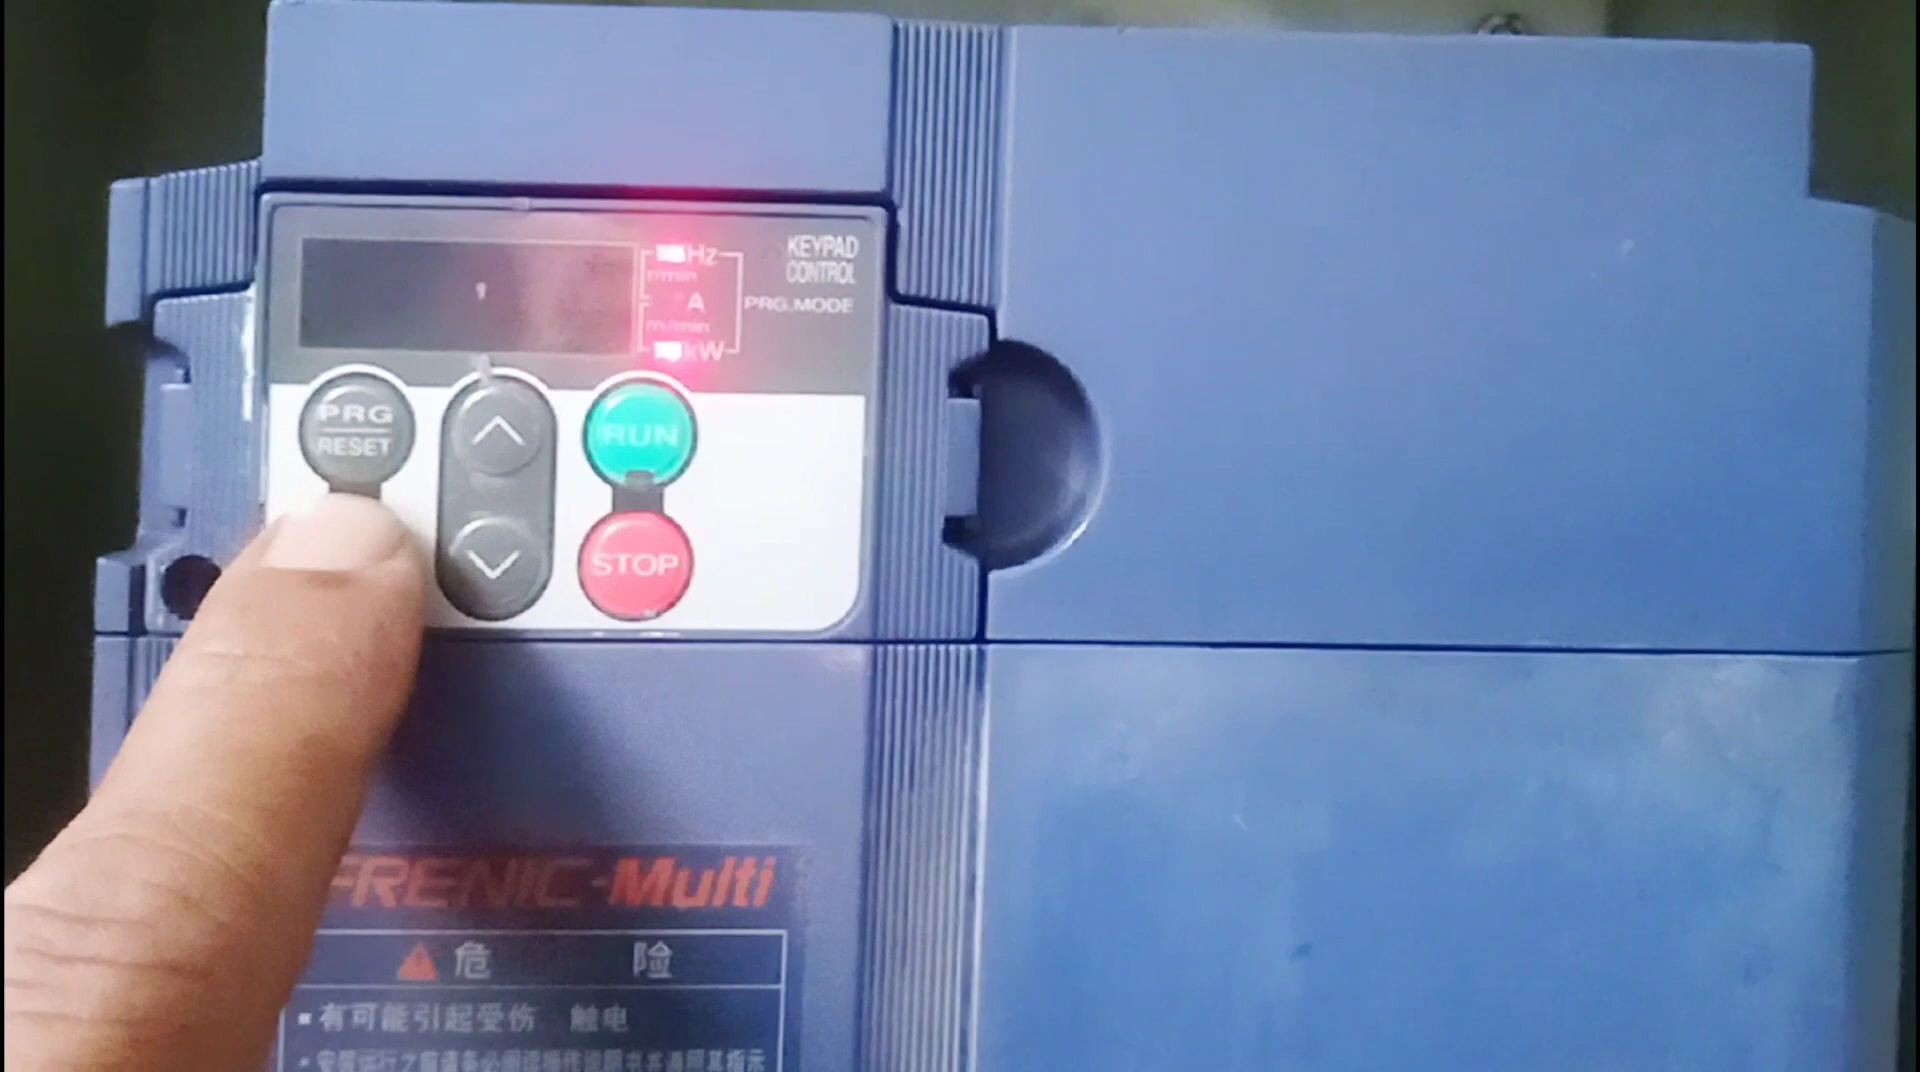 Hz
KEYPAD
CONTROL
r/min
A
PRG.MODE
m/min
kW
PRG
RESET
RUN
STOP
FRENIC-Multi
危 险
▪有可能引起受伤 触电